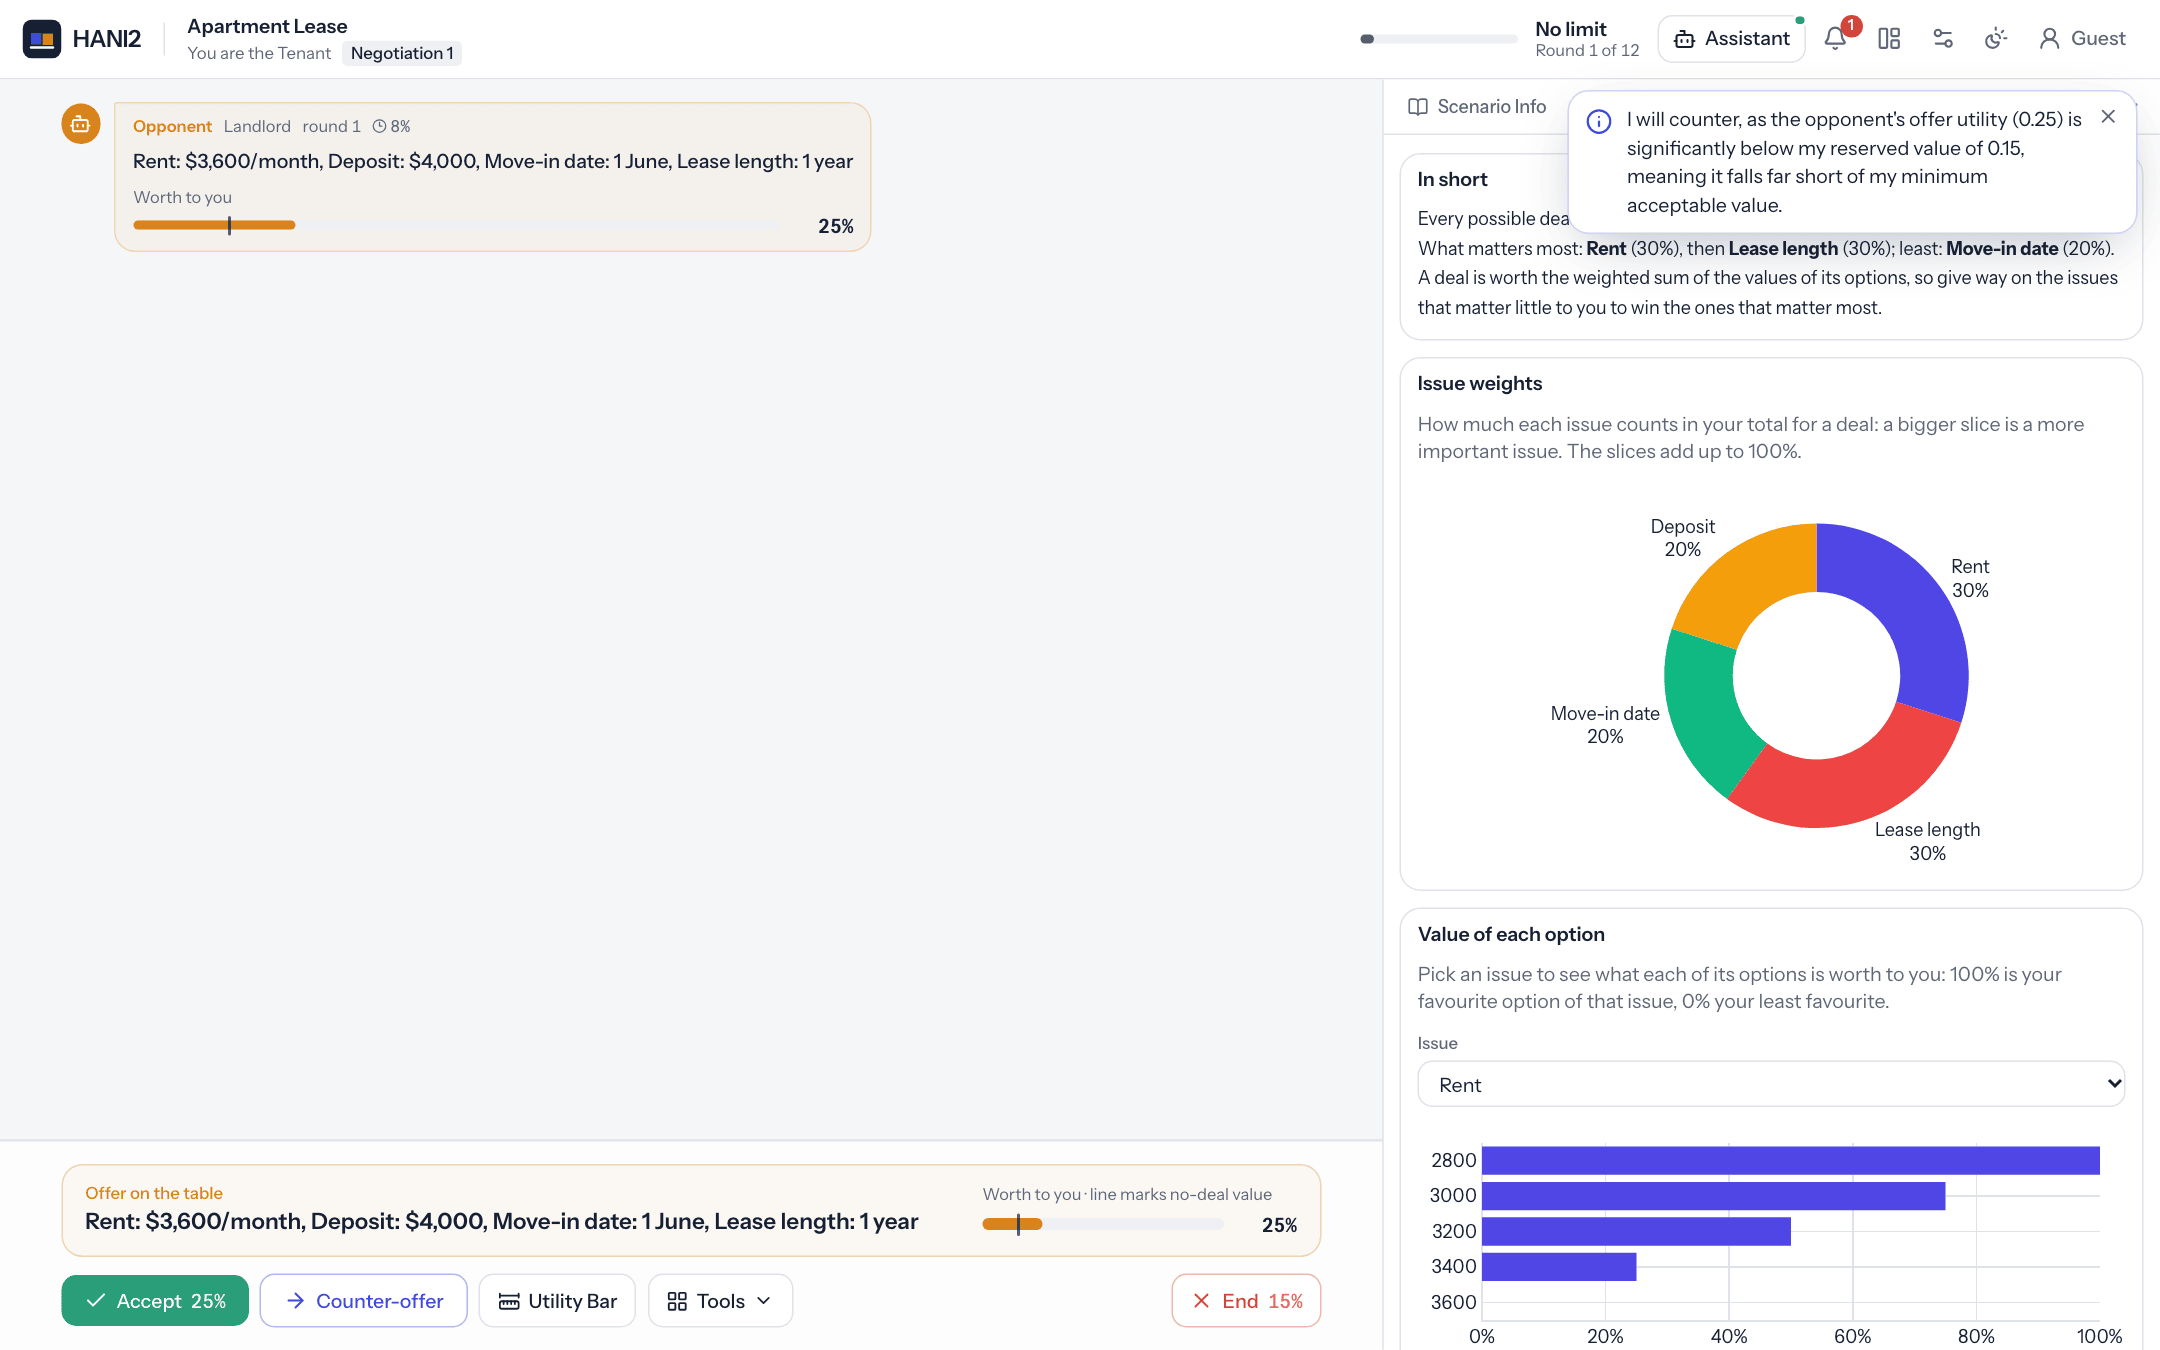 HANI2
Apartment Lease
You are the Tenant
Negotiation 1
No limit
Round 1 of 12
Assistant
1
Guest
Opponent Landlord round 1 8%
Rent: $3,600/month, Deposit: $4,000, Move-in date: 1 June, Lease length: 1 year
Worth to you
25%
Scenario Info
I will counter, as the opponent's offer utility (0.25) is
significantly below my reserved value of 0.15,
meaning it falls far short of my minimum
acceptable value.
In short
Every possible dea
What matters most: Rent (30%), then Lease length (30%); least: Move-in date (20%).
A deal is worth the weighted sum of the values of its options, so give way on the issues
that matter little to you to win the ones that matter most.
Issue weights
How much each issue counts in your total for a deal: a bigger slice is a more
important issue. The slices add up to 100%.
Deposit
20%
Rent
30%
Move-in date
20%
Lease length
30%
Value of each option
Pick an issue to see what each of its options is worth to you: 100% is your
favourite option of that issue, 0% your least favourite.
Issue
Rent
2800
3000
3200
3400
3600
0% 20% 40% 60% 80% 100%
Offer on the table
Rent: $3,600/month, Deposit: $4,000, Move-in date: 1 June, Lease length: 1 year
Worth to you · line marks no-deal value
25%
Accept 25%
Counter-offer
Utility Bar
Tools
End 15%